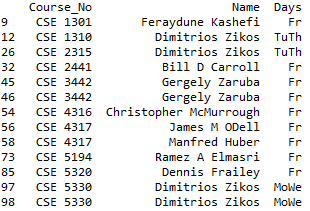 Course_No Name Days
9 CSE 1301 Feraydune Kashefi Fr
12 CSE 1310 Dimitrios Zikos TuTh
26 CSE 2315 Dimitrios Zikos TuTh
32 CSE 2441 Bill D Carroll Fr
45 CSE 3442 Gergely Zaruba Fr
46 CSE 3442 Gergely Zaruba Fr
54 CSE 4316 Christopher McMurrough Fr
56 CSE 4317 James M ODell Fr
58 CSE 4317 Manfred Huber Fr
73 CSE 5194 Ramez A Elmasri Fr
85 CSE 5320 Dennis Frailey Fr
97 CSE 5330 Dimitrios Zikos MoWe
98 CSE 5330 Dimitrios Zikos MoWe